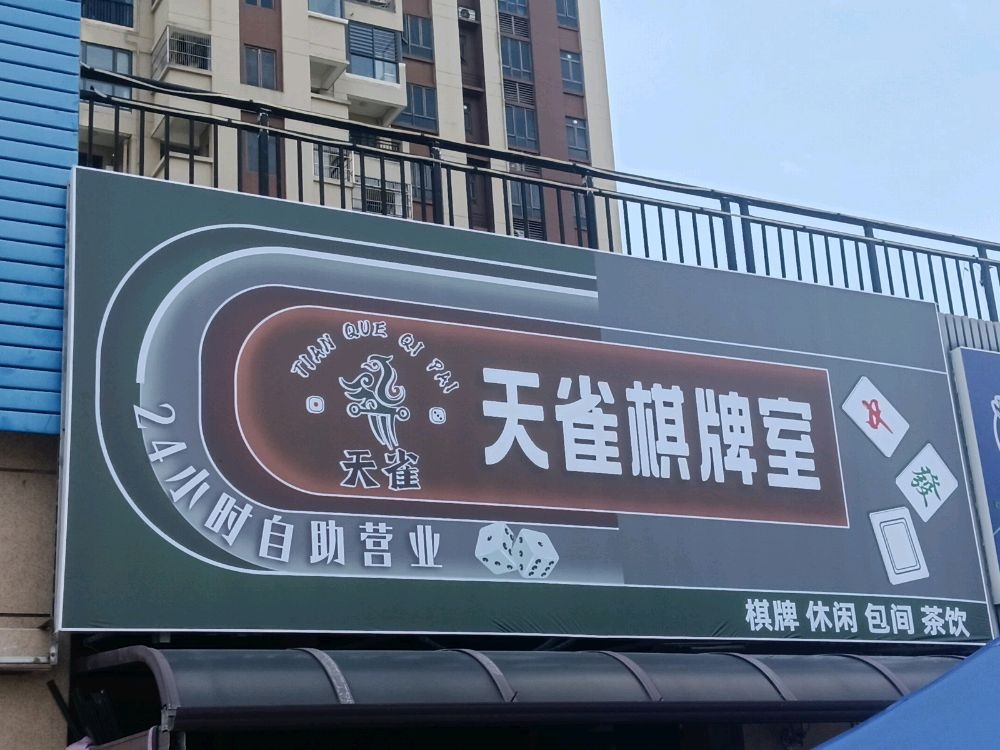 TIAN QUE QI PAI
天雀
天雀棋牌室
24小时自助营业
中
發
棋牌 休闲 包间 茶饮